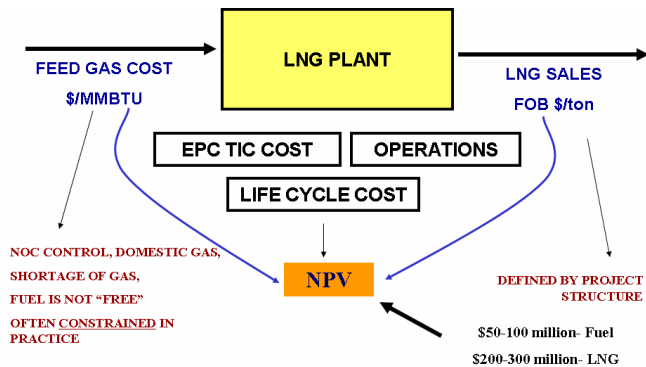 LNG PLANT
FEED GAS COST
$/MMBTU
LNG SALES
FOB $/ton
EPC TIC COST
OPERATIONS
LIFE CYCLE COST
NOC CONTROL, DOMESTIC GAS,
SHORTAGE OF GAS,
FUEL IS NOT “FREE”
OFTEN CONSTRAINED IN
PRACTICE
NPV
DEFINED BY PROJECT
STRUCTURE
$50-100 million- Fuel
$200-300 million- LNG